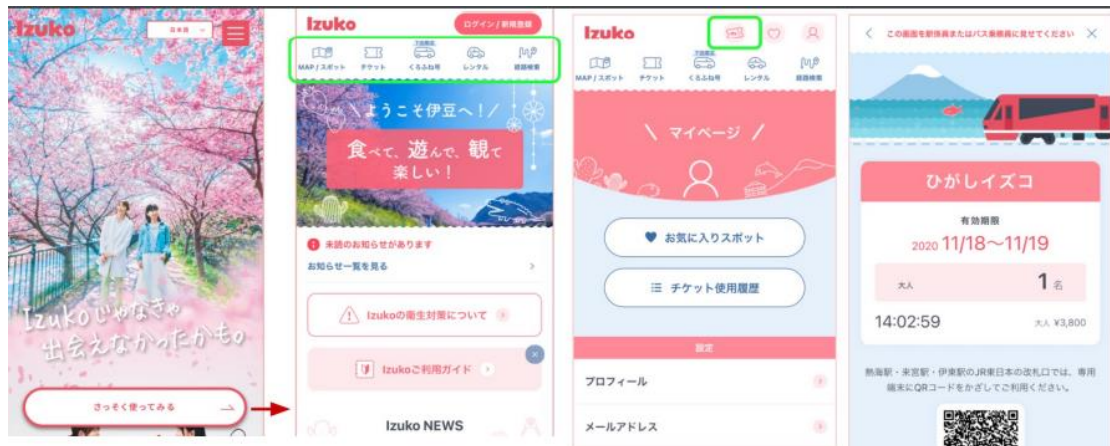 Izuko
日本語
Izukoじゃなきゃ
出会えなかったかも。
さっそく使ってみる
Izuko
ログイン / 新規登録
MAP / スポット
チケット
くるふね号
レンタル
経路検索
\ようこそ伊豆へ!/
食べて、遊んで、観て
楽しい!
未読のお知らせがあります
お知らせ一覧を見る
Izukoの衛生対策について
Izukoご利用ガイド
Izuko NEWS
Izuko
MAP / スポット
チケット
くるふね号
レンタル
経路検索
\ マイページ /
お気に入りスポット
チケット使用履歴
設定
プロフィール
メールアドレス
この画面を駅係員またはバス乗務員に見せてください
ひがしイズコ
有効期限
2020 11/18〜11/19
大人
1名
14:02:59
大人 ¥3,800
熱海駅・来宮駅・伊東駅のJR東日本の改札口では、専用
端末にQRコードをかざしてご利用ください。